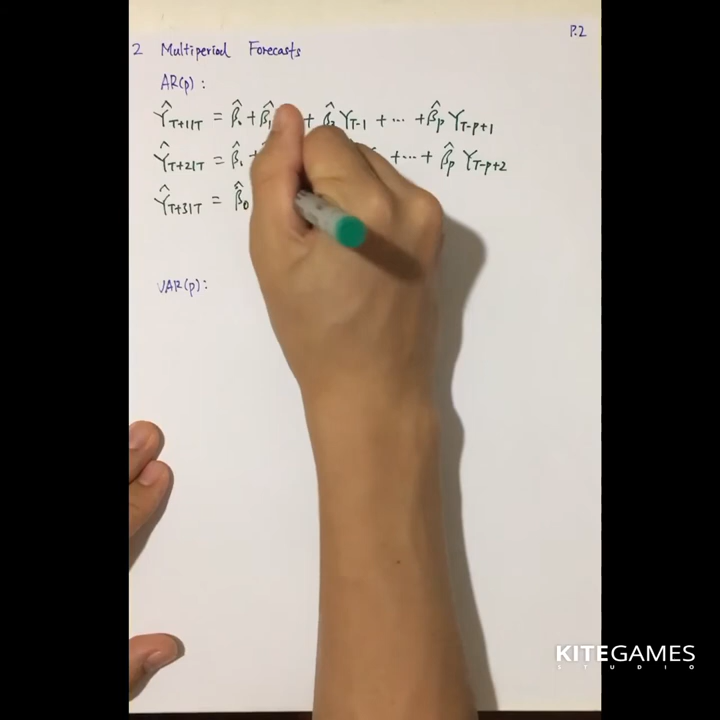 P.2
2 Multiperiod Forecasts
AR(p):
Ŷ_{T+1|T} = β̂₀ + β̂₁ + β̂₂ Y_{T-1} + ... + β̂_p Y_{T-p+1}
Ŷ_{T+2|T} = β̂₀ + + ... + β̂_p Y_{T-p+2}
Ŷ_{T+3|T} = β̂₀
VAR(p):
KITEGAMES
STUDIO